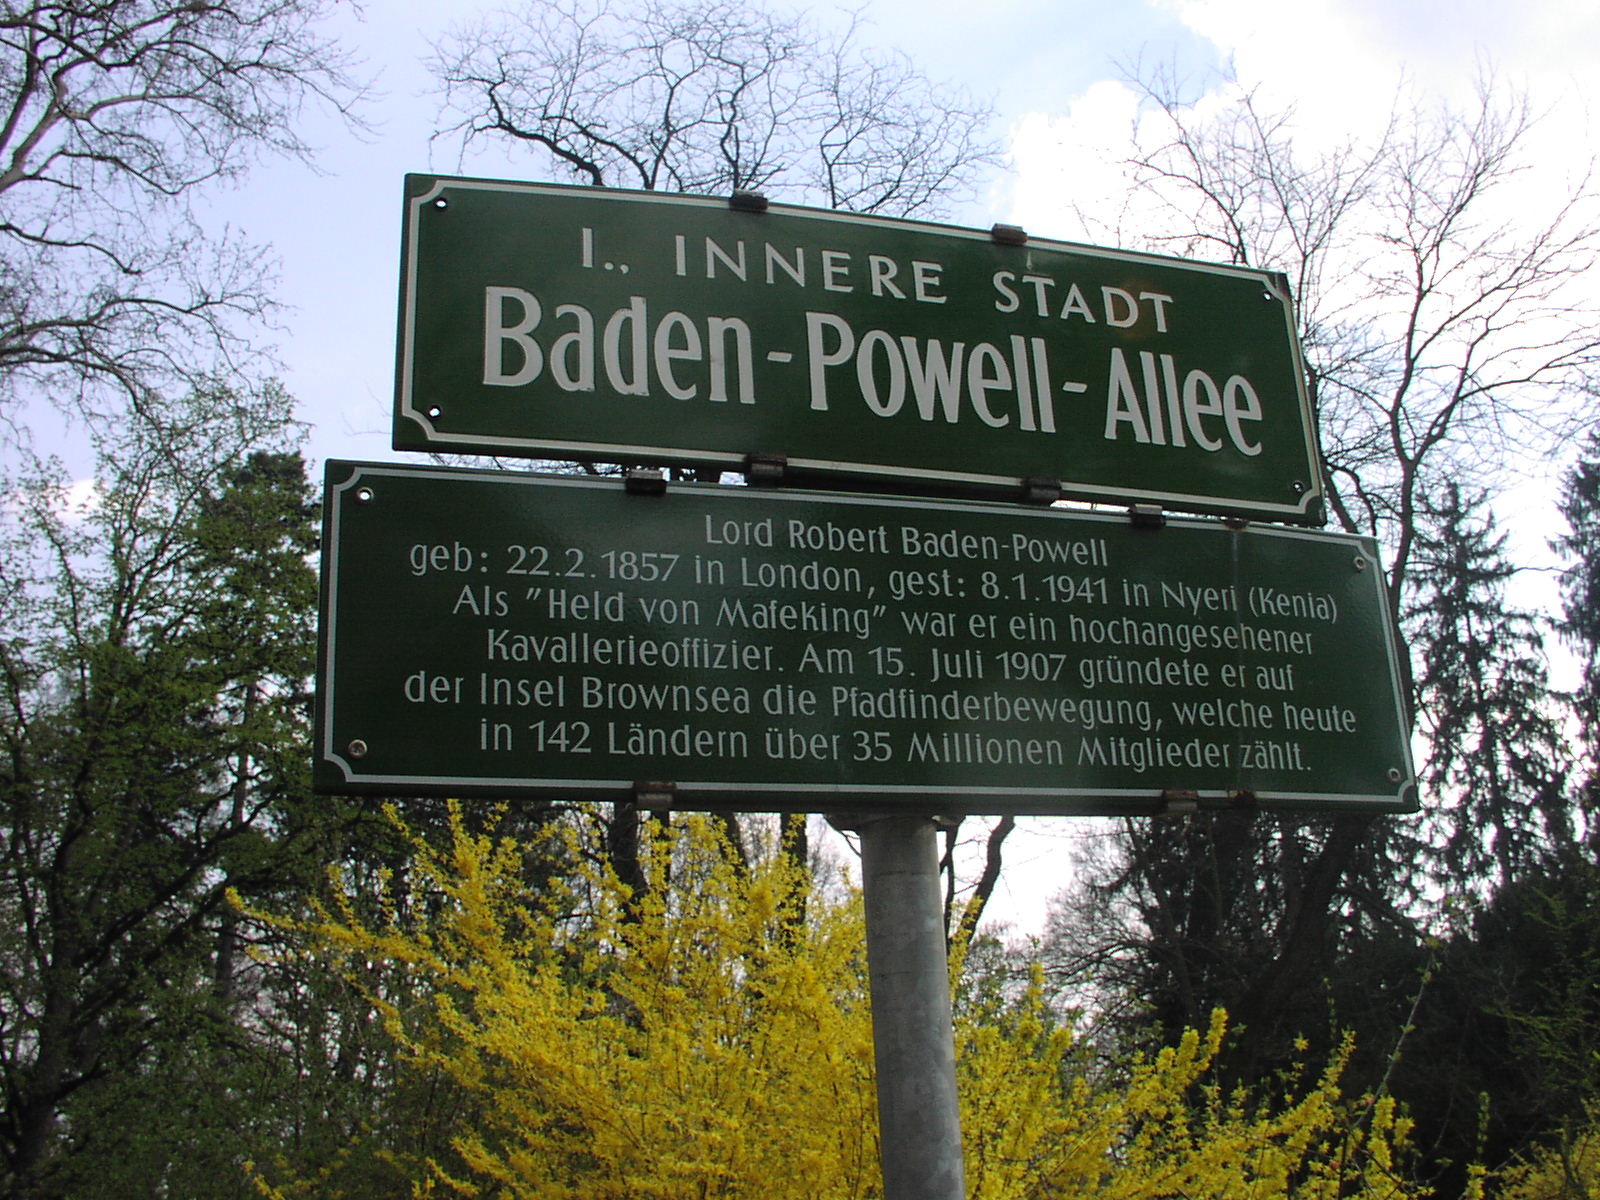 I., INNERE STADT
Baden-Powell-Allee
Lord Robert Baden-Powell
geb: 22.2.1857 in London, gest: 8.1.1941 in Nyeri (Kenia)
Als "Held von Mafeking" war er ein hochangesehener
Kavallerieoffizier. Am 15. Juli 1907 gründete er auf
der Insel Brownsea die Pfadfinderbewegung, welche heute
in 142 Ländern über 35 Millionen Mitglieder zählt.